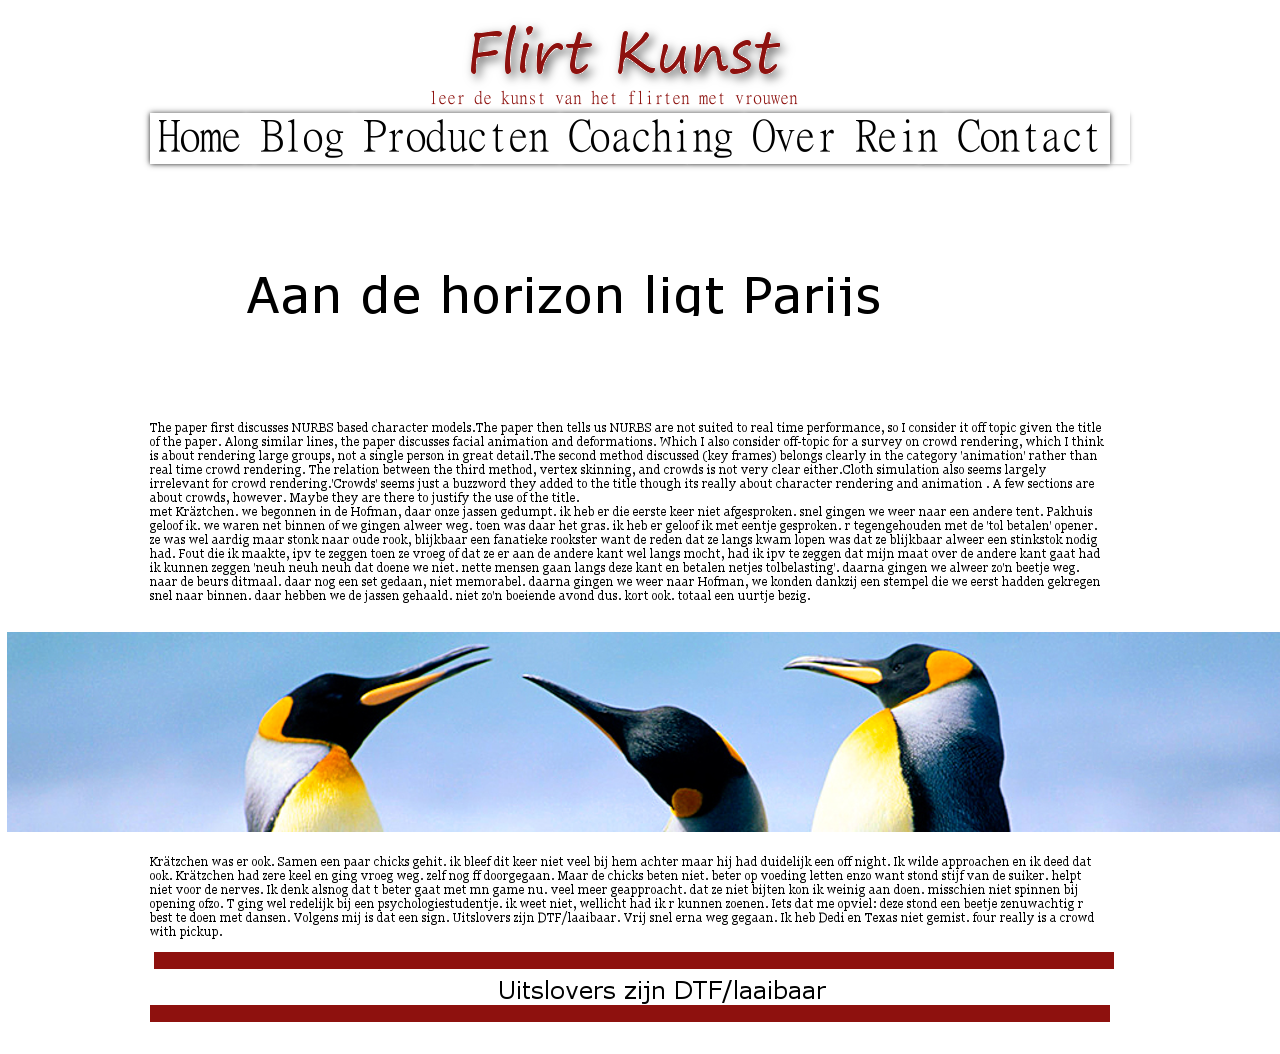 Flirt Kunst
leer de kunst van het flirten met vrouwen
Home Blog Producten Coaching Over Rein Contact
Aan de horizon ligt Parijs
The paper first discusses NURBS based character models.The paper then tells us NURBS are not suited to real time performance, so I consider it off topic given the title
of the paper. Along similar lines, the paper discusses facial animation and deformations. Which I also consider off-topic for a survey on crowd rendering, which I think
is about rendering large groups, not a single person in great detail.The second method discussed (key frames) belongs clearly in the category 'animation' rather than
real time crowd rendering. The relation between the third method, vertex skinning, and crowds is not very clear either.Cloth simulation also seems largely
irrelevant for crowd rendering.'Crowds' seems just a buzzword they added to the title though its really about character rendering and animation . A few sections are
about crowds, however. Maybe they are there to justify the use of the title.
met Kräztchen. we begonnen in de Hofman, daar onze jassen gedumpt. ik heb er die eerste keer niet afgesproken. snel gingen we weer naar een andere tent. Pakhuis
geloof ik. we waren net binnen of we gingen alweer weg. toen was daar het gras. ik heb er geloof ik met eentje gesproken. r tegengehouden met de 'tol betalen' opener.
ze was wel aardig maar stonk naar oude rook, blijkbaar een fanatieke rookster want de reden dat ze langs kwam lopen was dat ze blijkbaar alweer een stinkstok nodig
had. Fout die ik maakte, ipv te zeggen toen ze vroeg of dat ze er aan de andere kant wel langs mocht, had ik ipv te zeggen dat mijn maat over de andere kant gaat had
ik kunnen zeggen 'neuh neuh neuh dat doene we niet. nette mensen gaan langs deze kant en betalen netjes tolbelasting'. daarna gingen we alweer zo'n beetje weg.
naar de beurs ditmaal. daar nog een set gedaan, niet memorabel. daarna gingen we weer naar Hofman, we konden dankzij een stempel die we eerst hadden gekregen
snel naar binnen. daar hebben we de jassen gehaald. niet zo'n boeiende avond dus. kort ook. totaal een uurtje bezig.
Krätzchen was er ook. Samen een paar chicks gehit. ik bleef dit keer niet veel bij hem achter maar hij had duidelijk een off night. Ik wilde approachen en ik deed dat
ook. Krätzchen had zere keel en ging vroeg weg. zelf nog ff doorgegaan. Maar de chicks beten niet. beter op voeding letten enzo want stond stijf van de suiker. helpt
niet voor de nerves. Ik denk alsnog dat t beter gaat met mn game nu. veel meer geapproacht. dat ze niet bijten kon ik weinig aan doen. misschien niet spinnen bij
opening ofzo. T ging wel redelijk bij een psychologiestudentje. ik weet niet, wellicht had ik r kunnen zoenen. Iets dat me opviel: deze stond een beetje zenuwachtig r
best te doen met dansen. Volgens mij is dat een sign. Uitslovers zijn DTF/laaibaar. Vrij snel erna weg gegaan. Ik heb Dedi en Texas niet gemist. four really is a crowd
with pickup.
Uitslovers zijn DTF/laaibaar